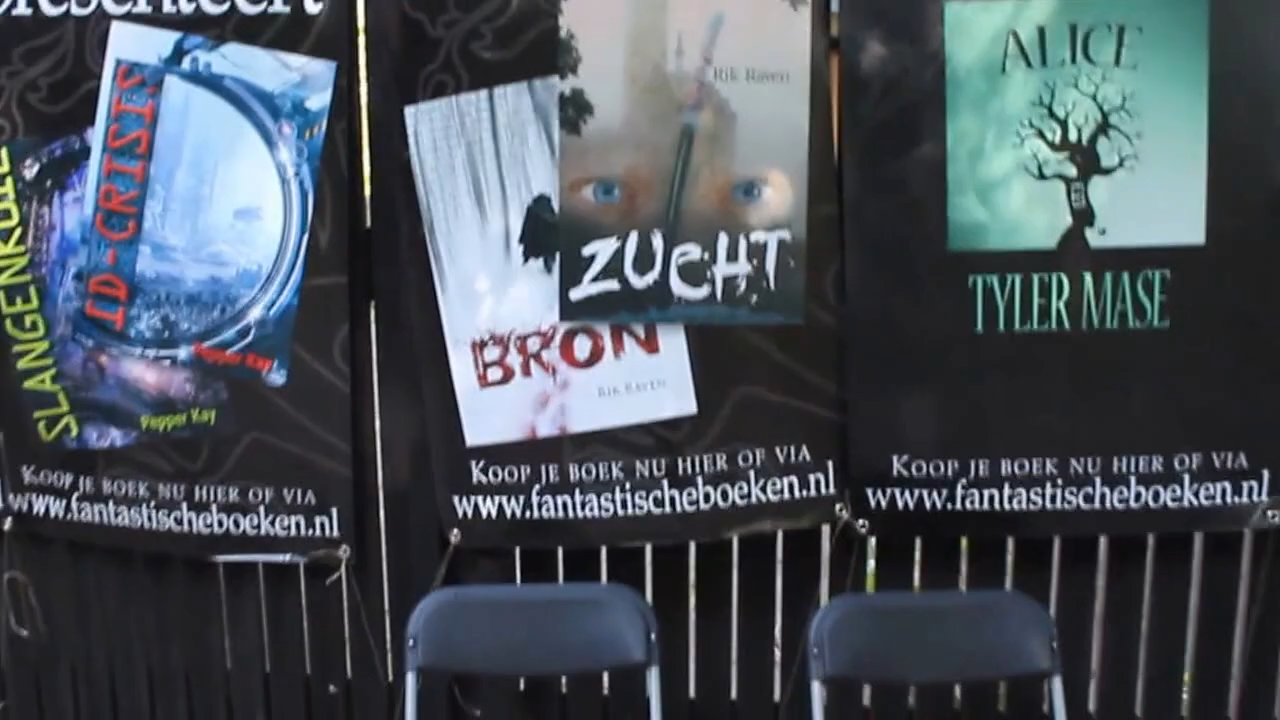 presenteert
SLANGENKUIL
ID-CRISIS
Pepper Kay
Pepper Kay
KOOP JE BOEK NU HIER OF VIA
www.fantastischeboeken.nl
Rik Raven
ZUCHT
BRON
RIK RAVEN
KOOP JE BOEK NU HIER OF VIA
www.fantastischeboeken.nl
ALICE
TYLER MASE
KOOP JE BOEK NU HIER OF VIA
www.fantastischeboeken.nl